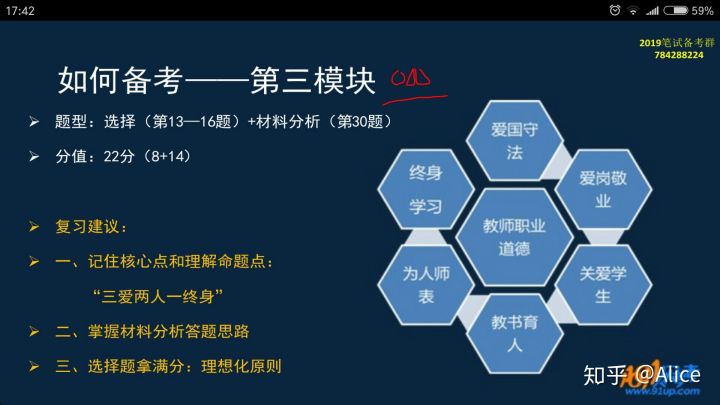 17:42
59%
2019笔试备考群
784288224
如何备考——第三模块
题型：选择（第13—16题）+材料分析（第30题）
分值：22分（8+14）
复习建议：
一、记住核心点和理解命题点：
“三爱两人一终身”
二、掌握材料分析答题思路
三、选择题拿满分：理想化原则
爱国守
法
终身
学习
爱岗敬
业
教师职业
道德
为人师
表
关爱学
生
教书育
人
知乎 @Alice
www.91up.com